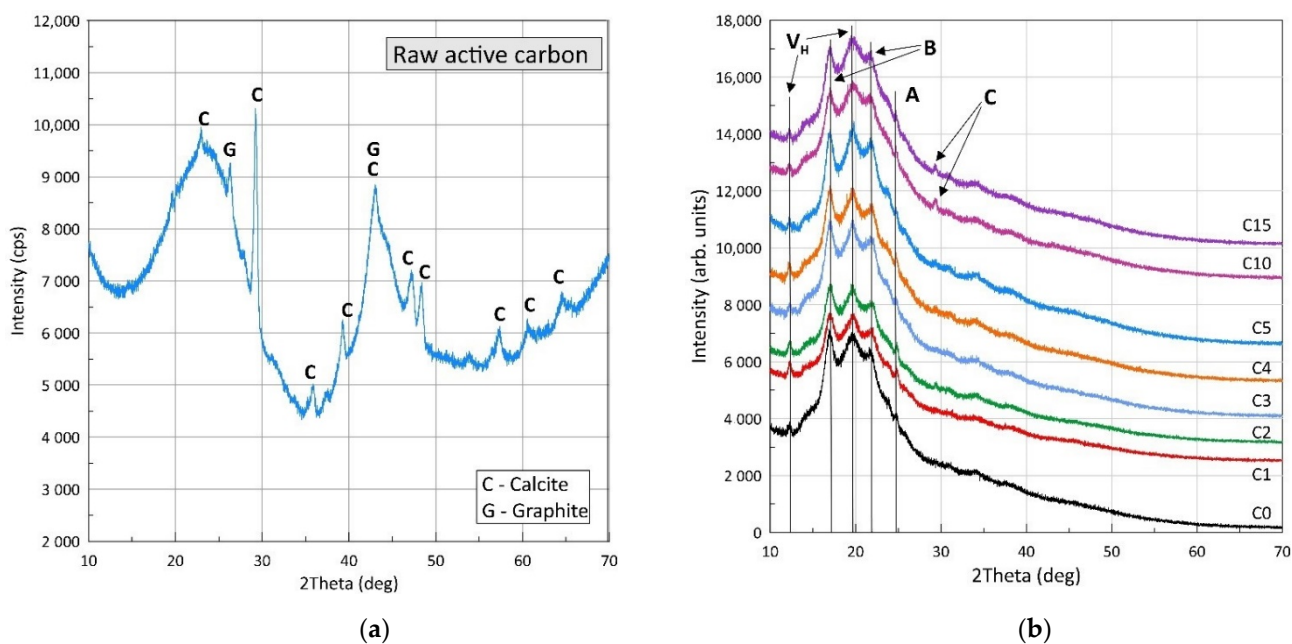 Raw active carbon
C
G
C
G
C
C
C
C
C
C
C
C
C - Calcite
G - Graphite
Intensity (cps)
12,000
11,000
10,000
9,000
8,000
7,000
6 000
5 000
4 000
3 000
2 000
10 20 30 40 50 60 70
2Theta (deg)
(a)
V_H
B
A
C
C15
C10
C5
C4
C3
C2
C1
C0
Intensity (arb. units)
18,000
16,000
14,000
12,000
10,000
8,000
6 000
4 000
2 000
0
10 20 30 40 50 60 70
2Theta (deg)
(b)